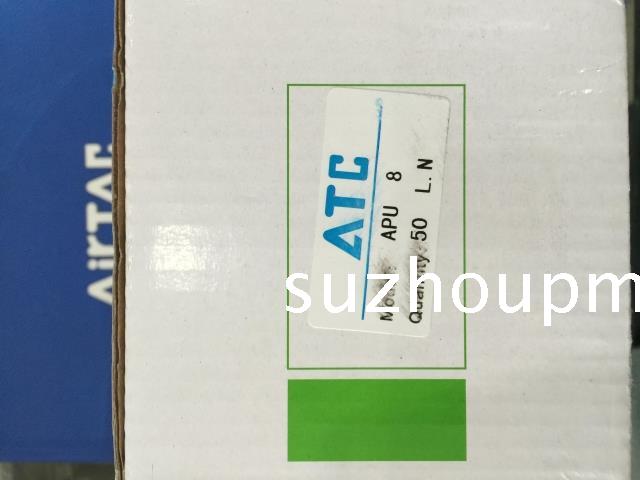 AirTAC
ATC
Model: APU 8
Quantity: 50 L.N
suzhoupm